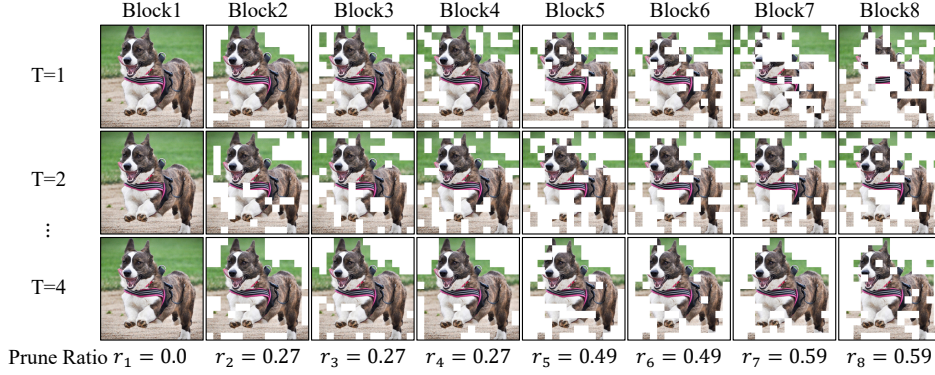 Block1 Block2 Block3 Block4 Block5 Block6 Block7 Block8
T=1
T=2
⋮
T=4
Prune Ratio r₁ = 0.0 r₂ = 0.27 r₃ = 0.27 r₄ = 0.27 r₅ = 0.49 r₆ = 0.49 r₇ = 0.59 r₈ = 0.59